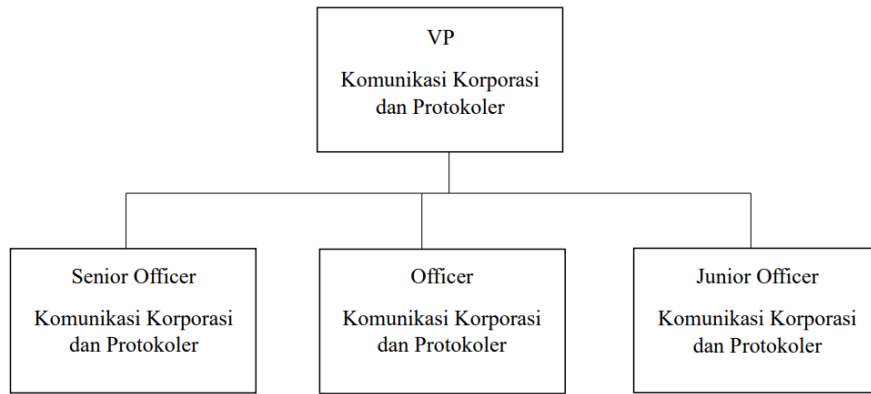 VP
Komunikasi Korporasi
dan Protokoler
Senior Officer
Komunikasi Korporasi
dan Protokoler
Officer
Komunikasi Korporasi
dan Protokoler
Junior Officer
Komunikasi Korporasi
dan Protokoler